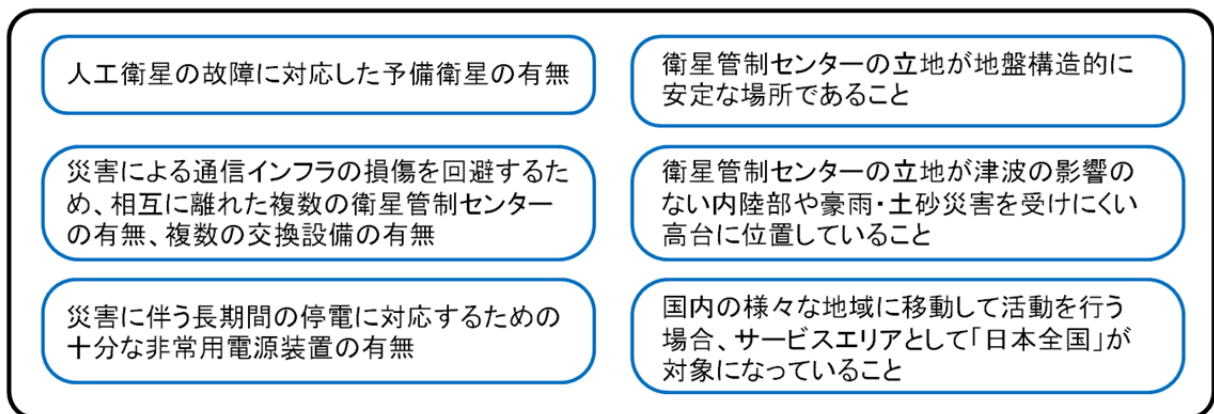 人工衛星の故障に対応した予備衛星の有無
災害による通信インフラの損傷を回避するた
め、相互に離れた複数の衛星管制センター
の有無、複数の交換設備の有無
災害に伴う長期間の停電に対応するための
十分な非常用電源装置の有無
衛星管制センターの立地が地盤構造的に
安定な場所であること
衛星管制センターの立地が津波の影響の
ない内陸部や豪雨・土砂災害を受けにくい
高台に位置していること
国内の様々な地域に移動して活動を行う
場合、サービスエリアとして「日本全国」が
対象になっていること